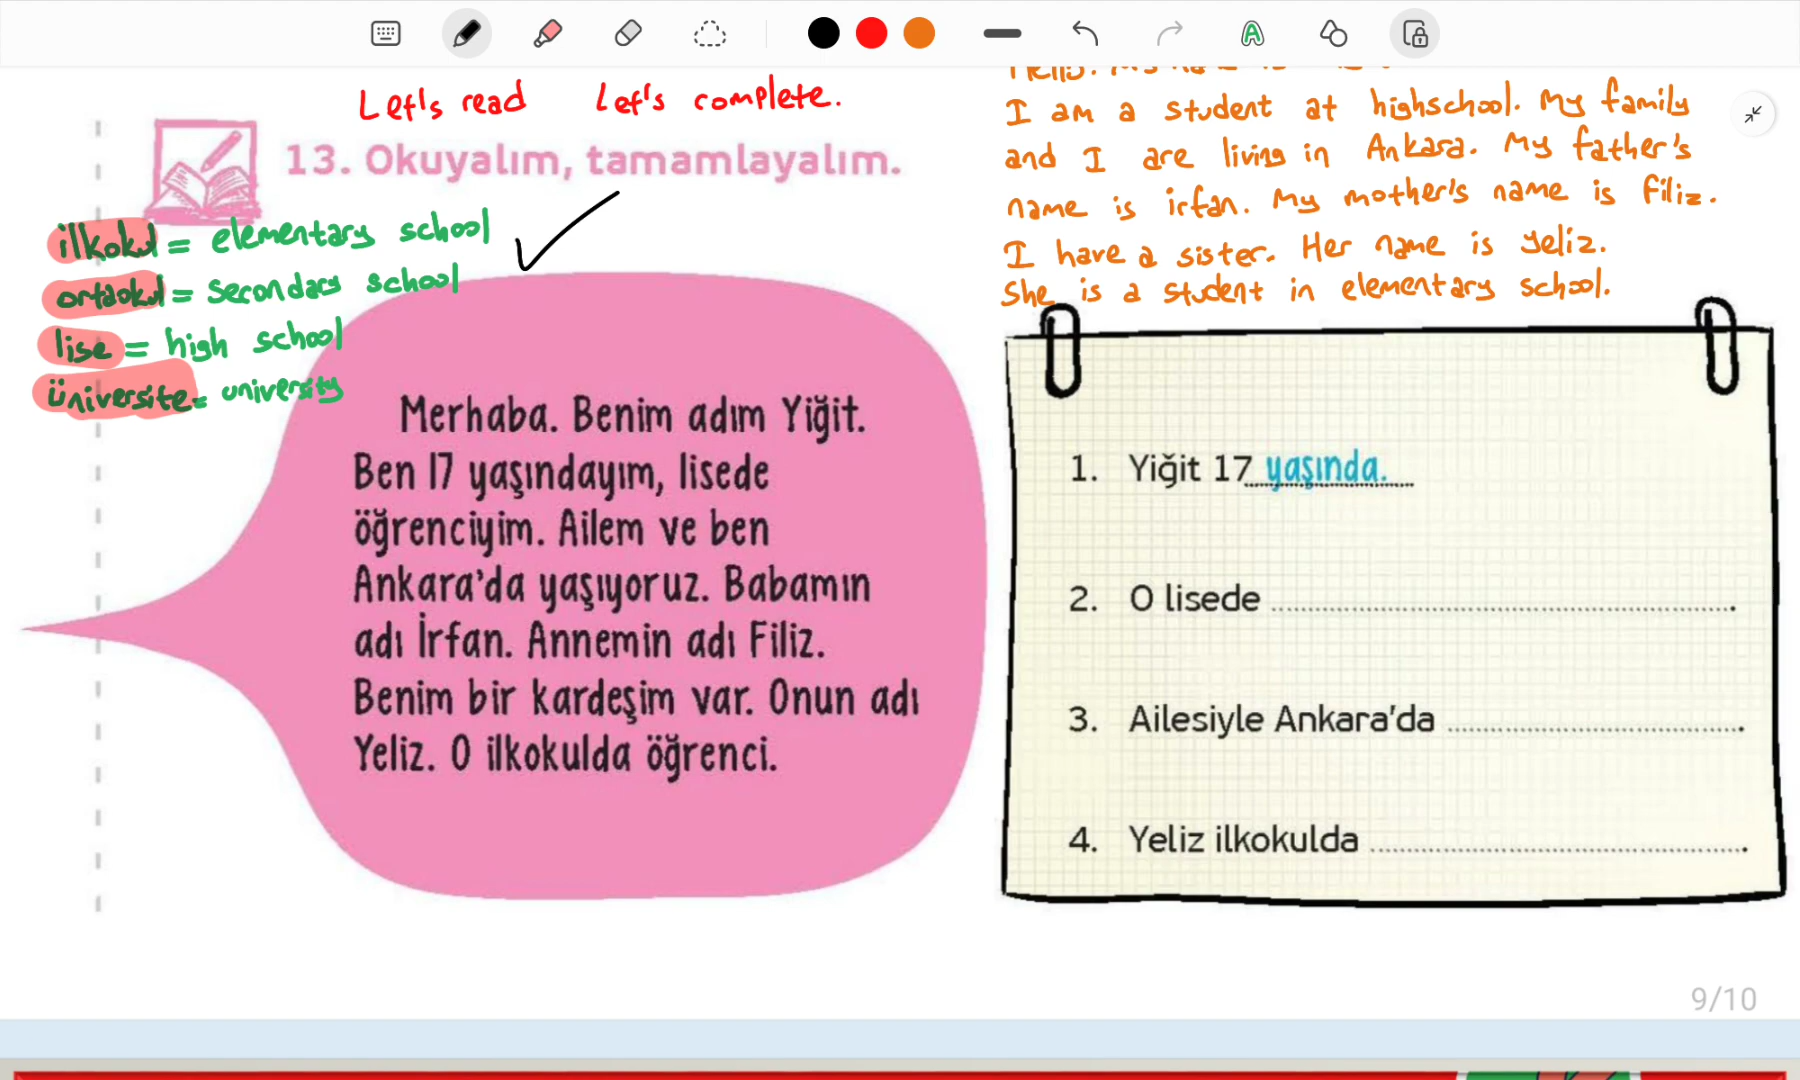 Let's read Let's complete.
13. Okuyalım, tamamlayalım.
ilkokul = elementary school
ortaokul = secondary school
lise = high school
üniversite = university
I am a student at highschool. My family
and I are living in Ankara. My father's
name is irfan. My mother's name is Filiz.
I have a sister. Her name is Yeliz.
She is a student in elementary school.
Merhaba. Benim adım Yiğit.
Ben 17 yaşındayım, lisede
öğrenciyim. Ailem ve ben
Ankara'da yaşıyoruz. Babamın
adı İrfan. Annemin adı Filiz.
Benim bir kardeşim var. Onun adı
Yeliz. O ilkokulda öğrenci.
1. Yiğit 17 yaşında.
2. O lisede ........................................................
3. Ailesiyle Ankara'da ........................................
4. Yeliz ilkokulda ..................................................
9/10